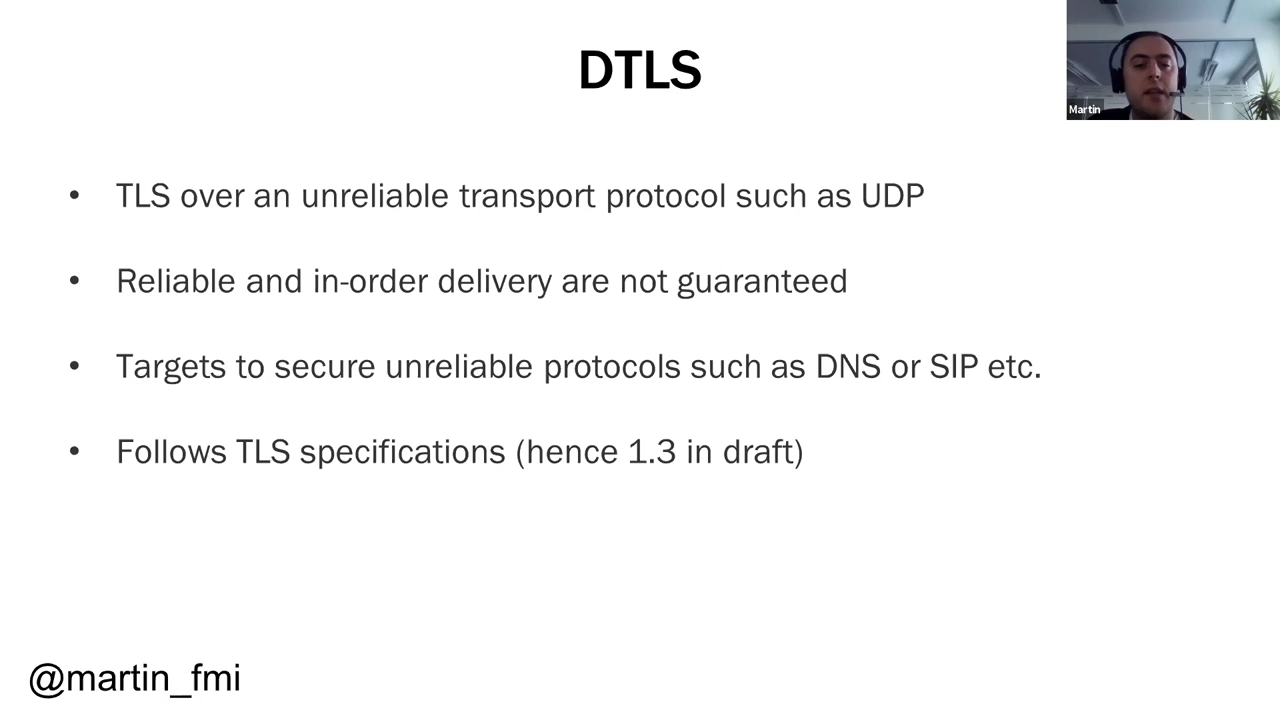 DTLS
Martin
• TLS over an unreliable transport protocol such as UDP
• Reliable and in-order delivery are not guaranteed
• Targets to secure unreliable protocols such as DNS or SIP etc.
• Follows TLS specifications (hence 1.3 in draft)
@martin_fmi